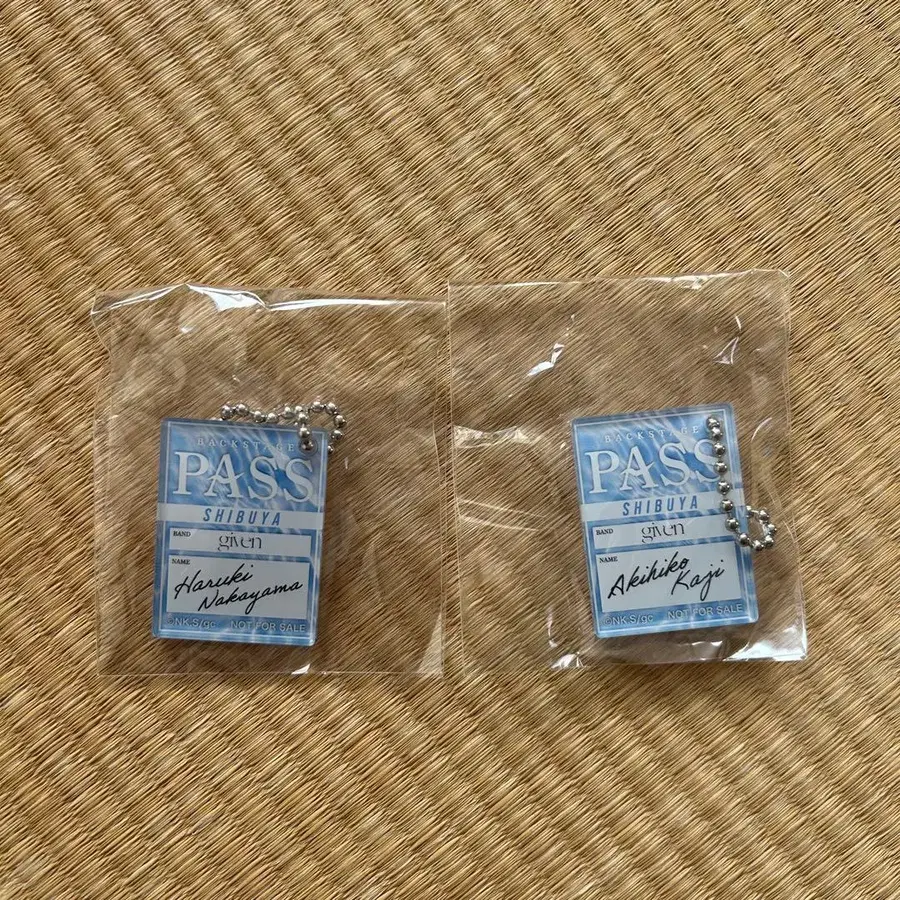 BACKSTAGE
PASS
SHIBUYA
BAND
given
NAME
Haruki
Nakayama
©NK,S/gc NOT FOR SALE
BACKSTAGE
PASS
SHIBUYA
BAND
given
NAME
Akihiko
Kaji
©NK,S/gc NOT FOR SALE